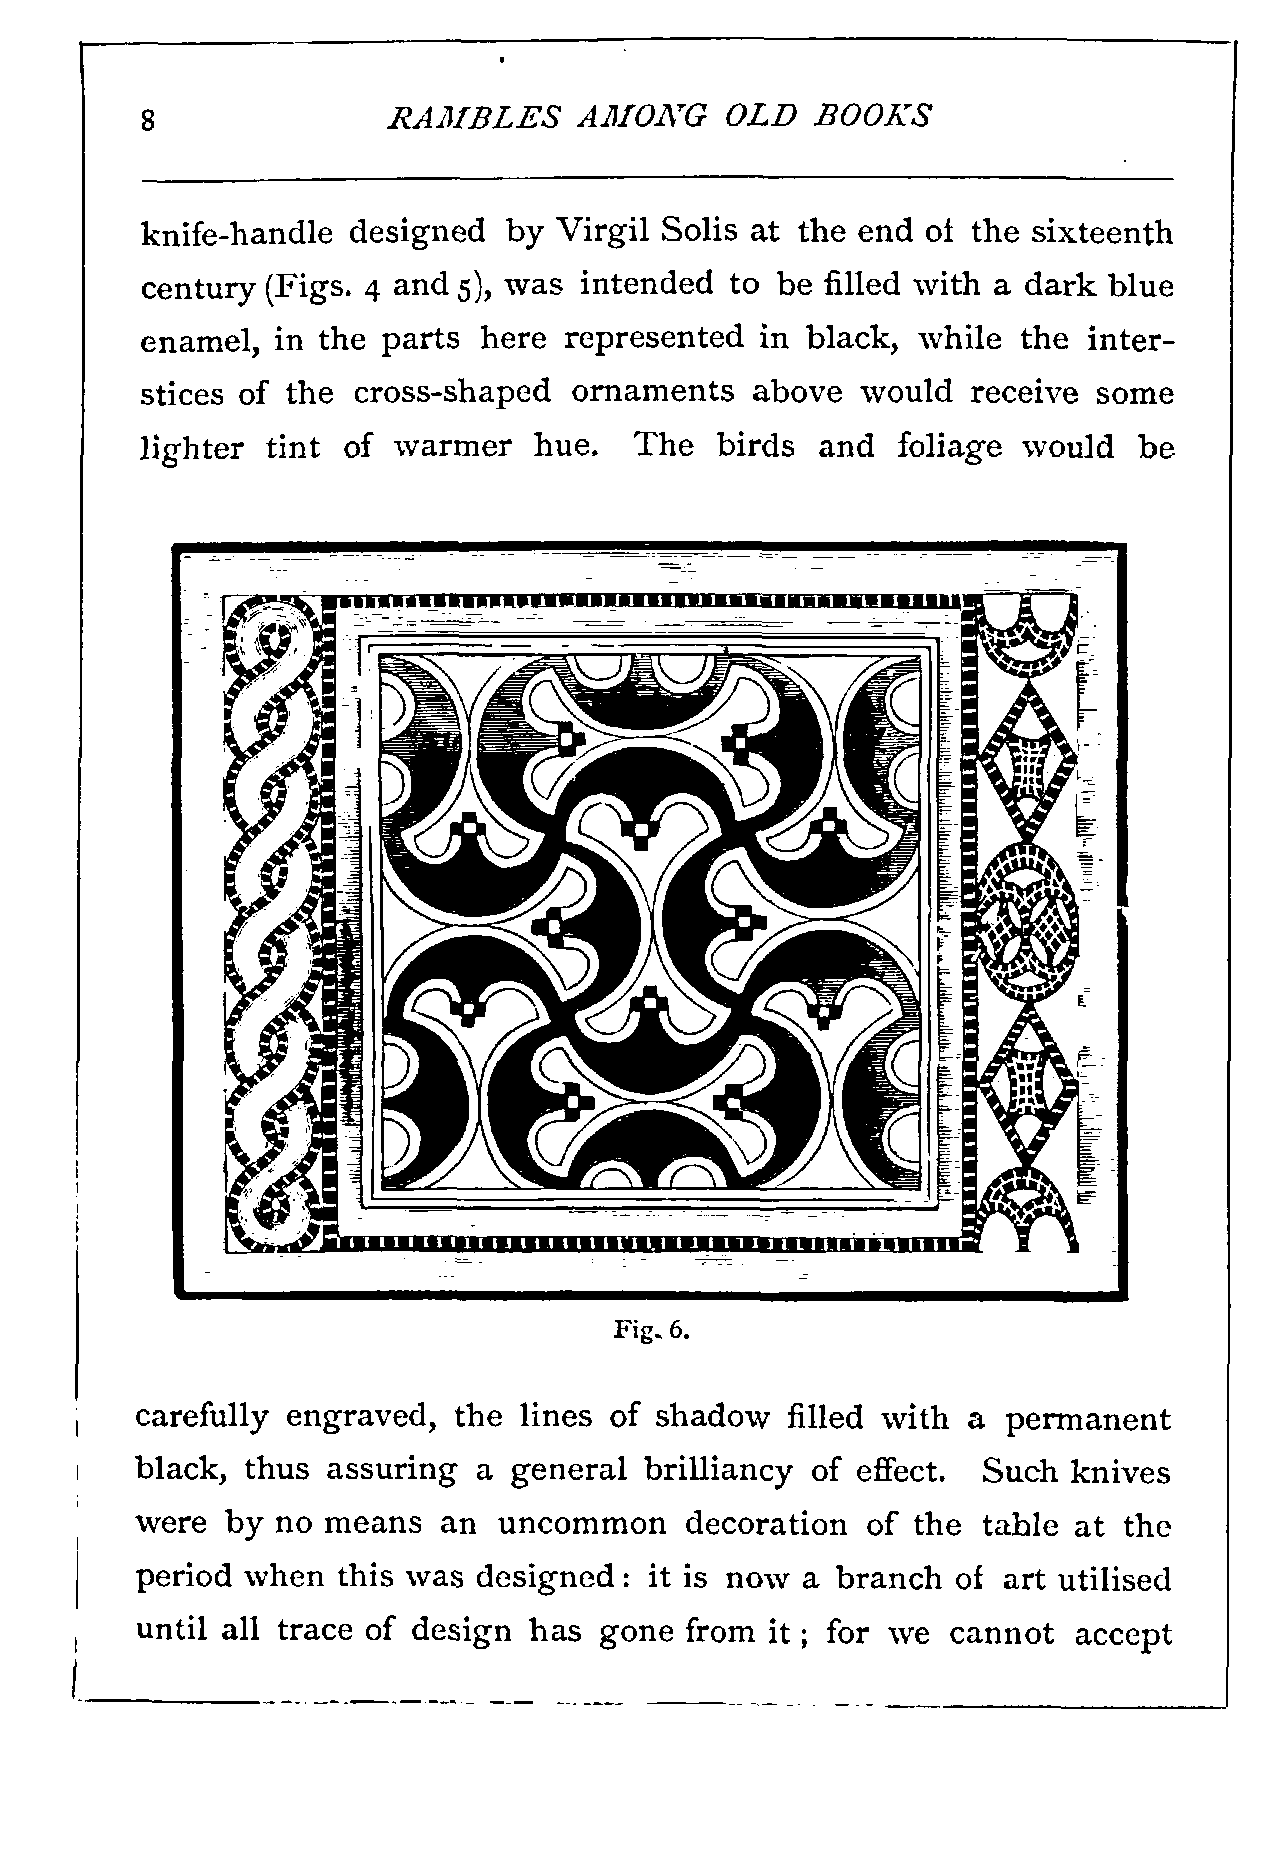 8 RAMBLES AMONG OLD BOOKS
knife-handle designed by Virgil Solis at the end of the sixteenth
century (Figs. 4 and 5), was intended to be filled with a dark blue
enamel, in the parts here represented in black, while the inter-
stices of the cross-shaped ornaments above would receive some
lighter tint of warmer hue. The birds and foliage would be
Fig. 6.
carefully engraved, the lines of shadow filled with a permanent
black, thus assuring a general brilliancy of effect. Such knives
were by no means an uncommon decoration of the table at the
period when this was designed: it is now a branch of art utilised
until all trace of design has gone from it; for we cannot accept